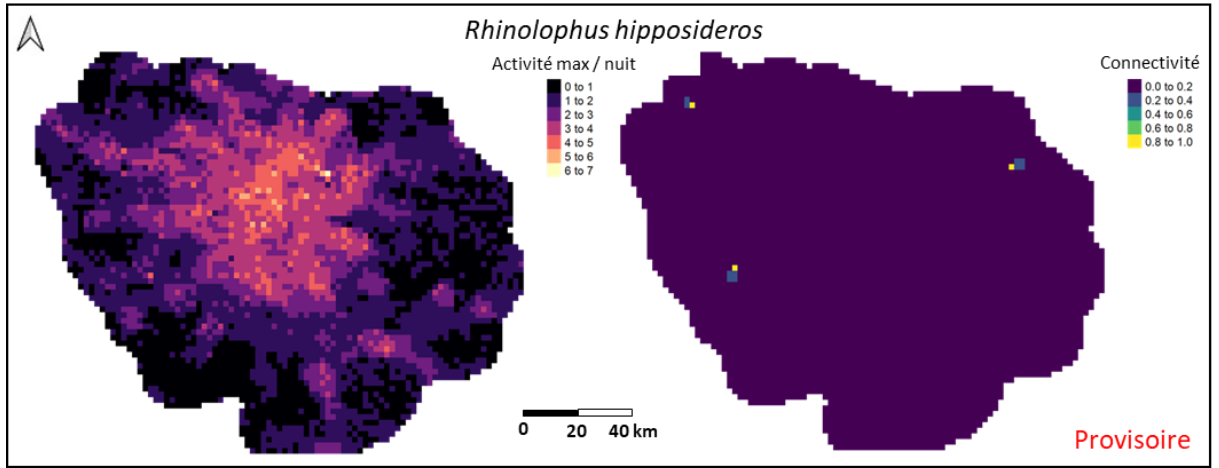 Rhinolophus hipposideros
Activité max / nuit
0 to 1
1 to 2
2 to 3
3 to 4
4 to 5
5 to 6
6 to 7
Connectivité
0.0 to 0.2
0.2 to 0.4
0.4 to 0.6
0.6 to 0.8
0.8 to 1.0
0 20 40 km
Provisoire